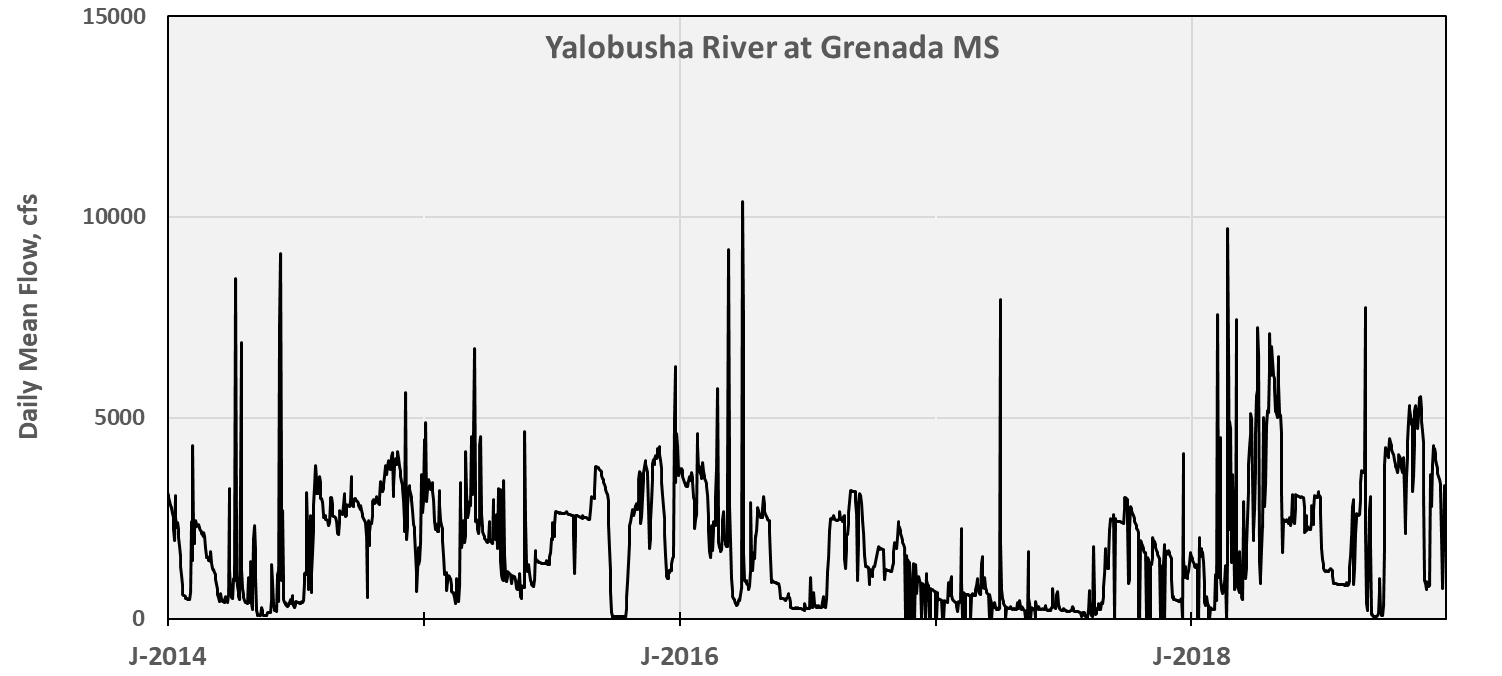 Yalobusha River at Grenada MS
Daily Mean Flow, cfs
15000
10000
5000
0
J-2014
J-2016
J-2018